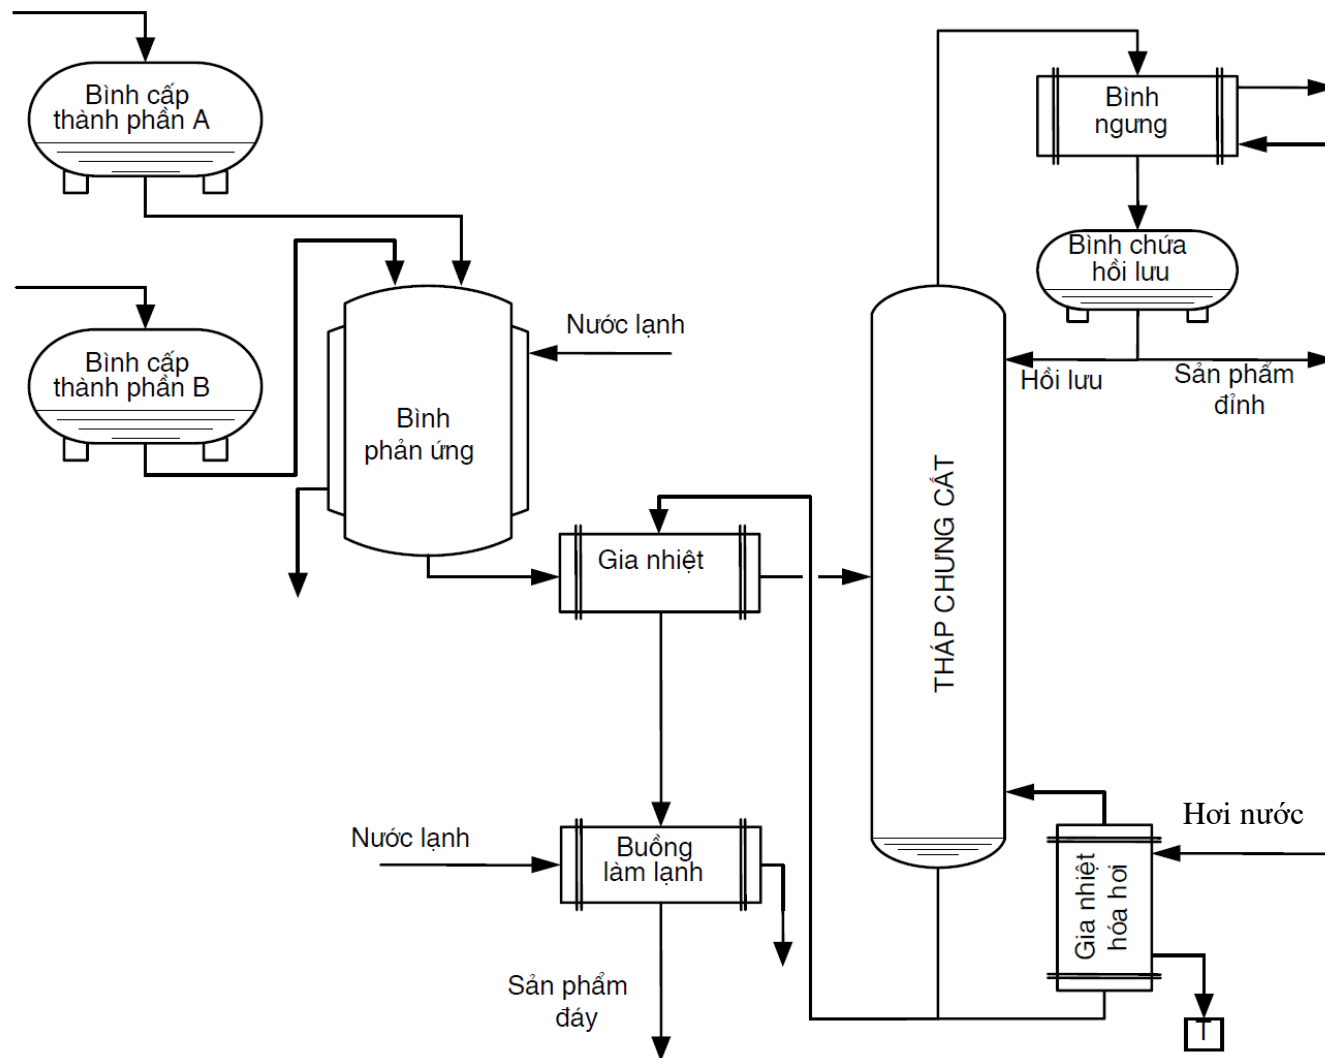 Bình cấp
thành phần A
Bình
ngưng
Bình chứa
hồi lưu
Nước lạnh
Hồi lưu
Sản phẩm
đỉnh
Bình cấp
thành phần B
Bình
phản ứng
THÁP CHƯNG CẤT
Gia nhiệt
Hơi nước
Nước lạnh
Buồng
làm lạnh
Gia nhiệt
hóa hơi
Sản phẩm
đáy
T